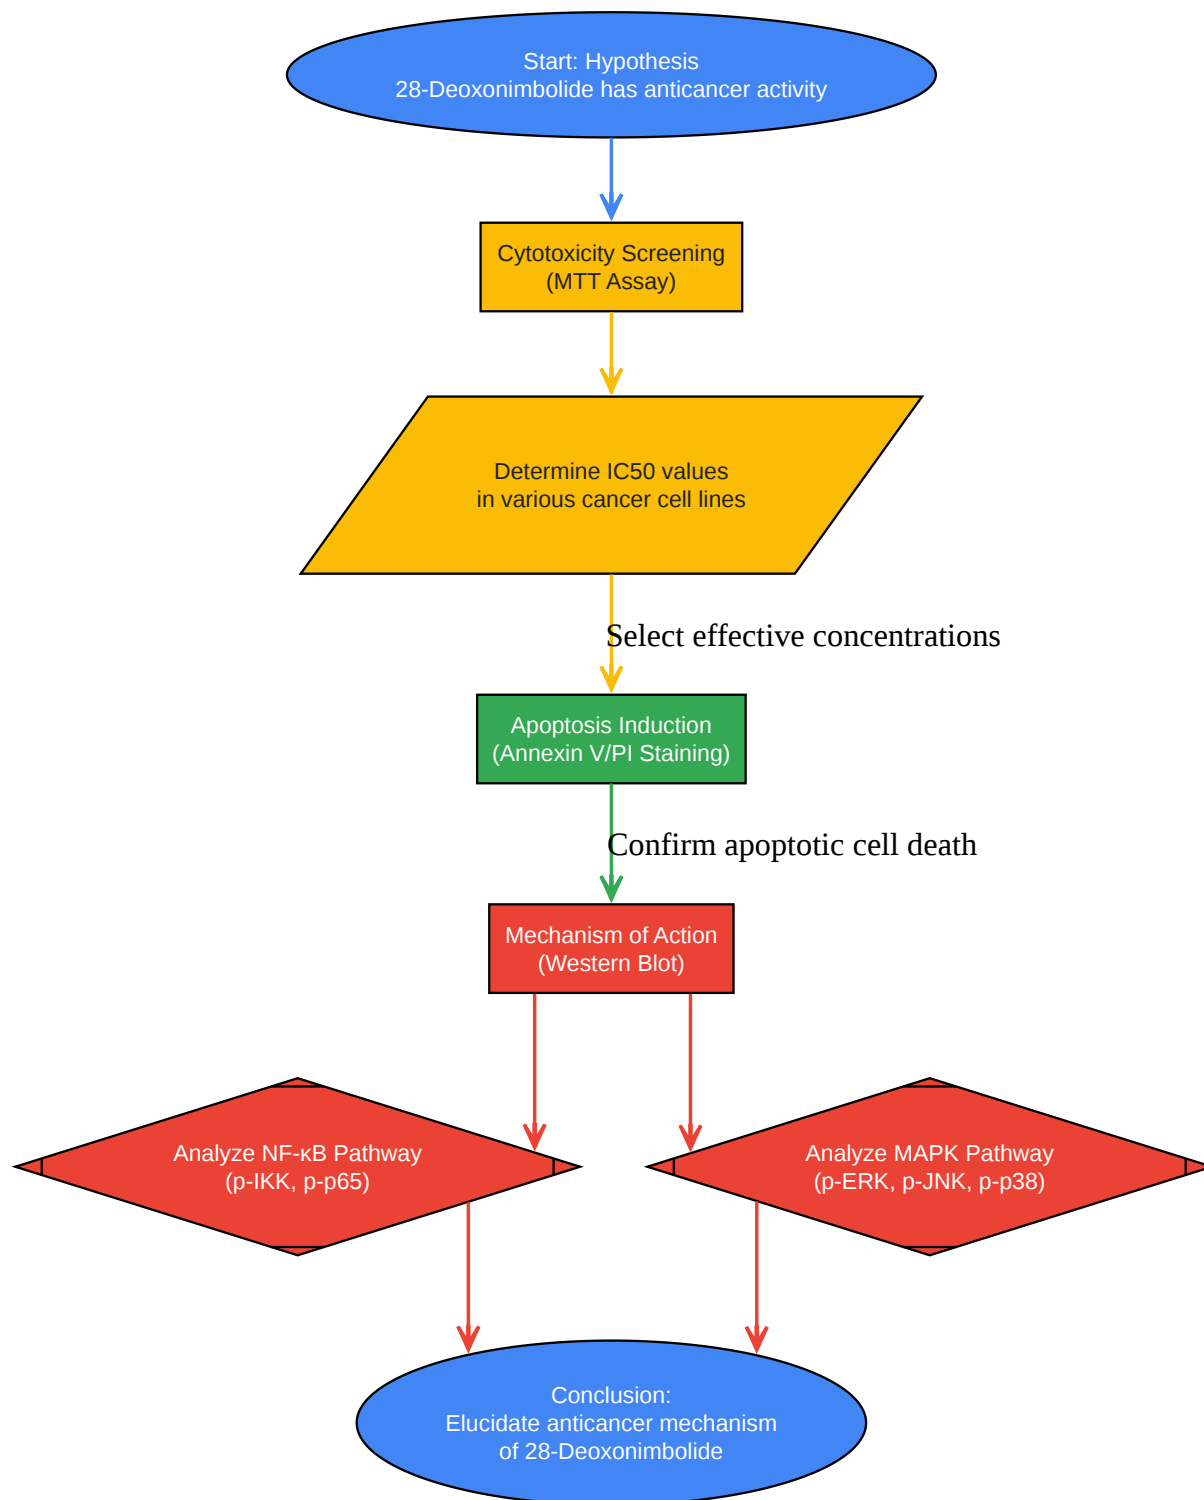 Start: Hypothesis
28-Deoxonimbolide has anticancer activity
Cytotoxicity Screening
(MTT Assay)
Determine IC50 values
in various cancer cell lines
Select effective concentrations
Apoptosis Induction
(Annexin V/PI Staining)
Confirm apoptotic cell death
Mechanism of Action
(Western Blot)
Analyze NF-κB Pathway
(p-IKK, p-p65)
Analyze MAPK Pathway
(p-ERK, p-JNK, p-p38)
Conclusion:
Elucidate anticancer mechanism
of 28-Deoxonimbolide